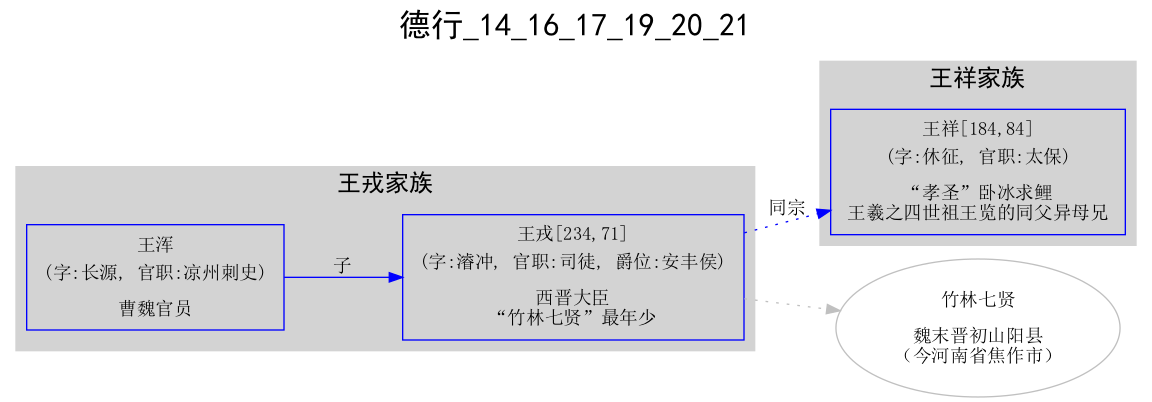 德行_14_16_17_19_20_21
王祥家族
王祥[184,84]
(字:休征, 官职:太保)
“孝圣”卧冰求鲤
王羲之四世祖王览的同父异母兄
王戎家族
王浑
(字:长源, 官职:凉州刺史)
曹魏官员
子
王戎[234,71]
(字:濬冲, 官职:司徒, 爵位:安丰侯)
西晋大臣
“竹林七贤”最年少
同宗
竹林七贤
魏末晋初山阳县
（今河南省焦作市）